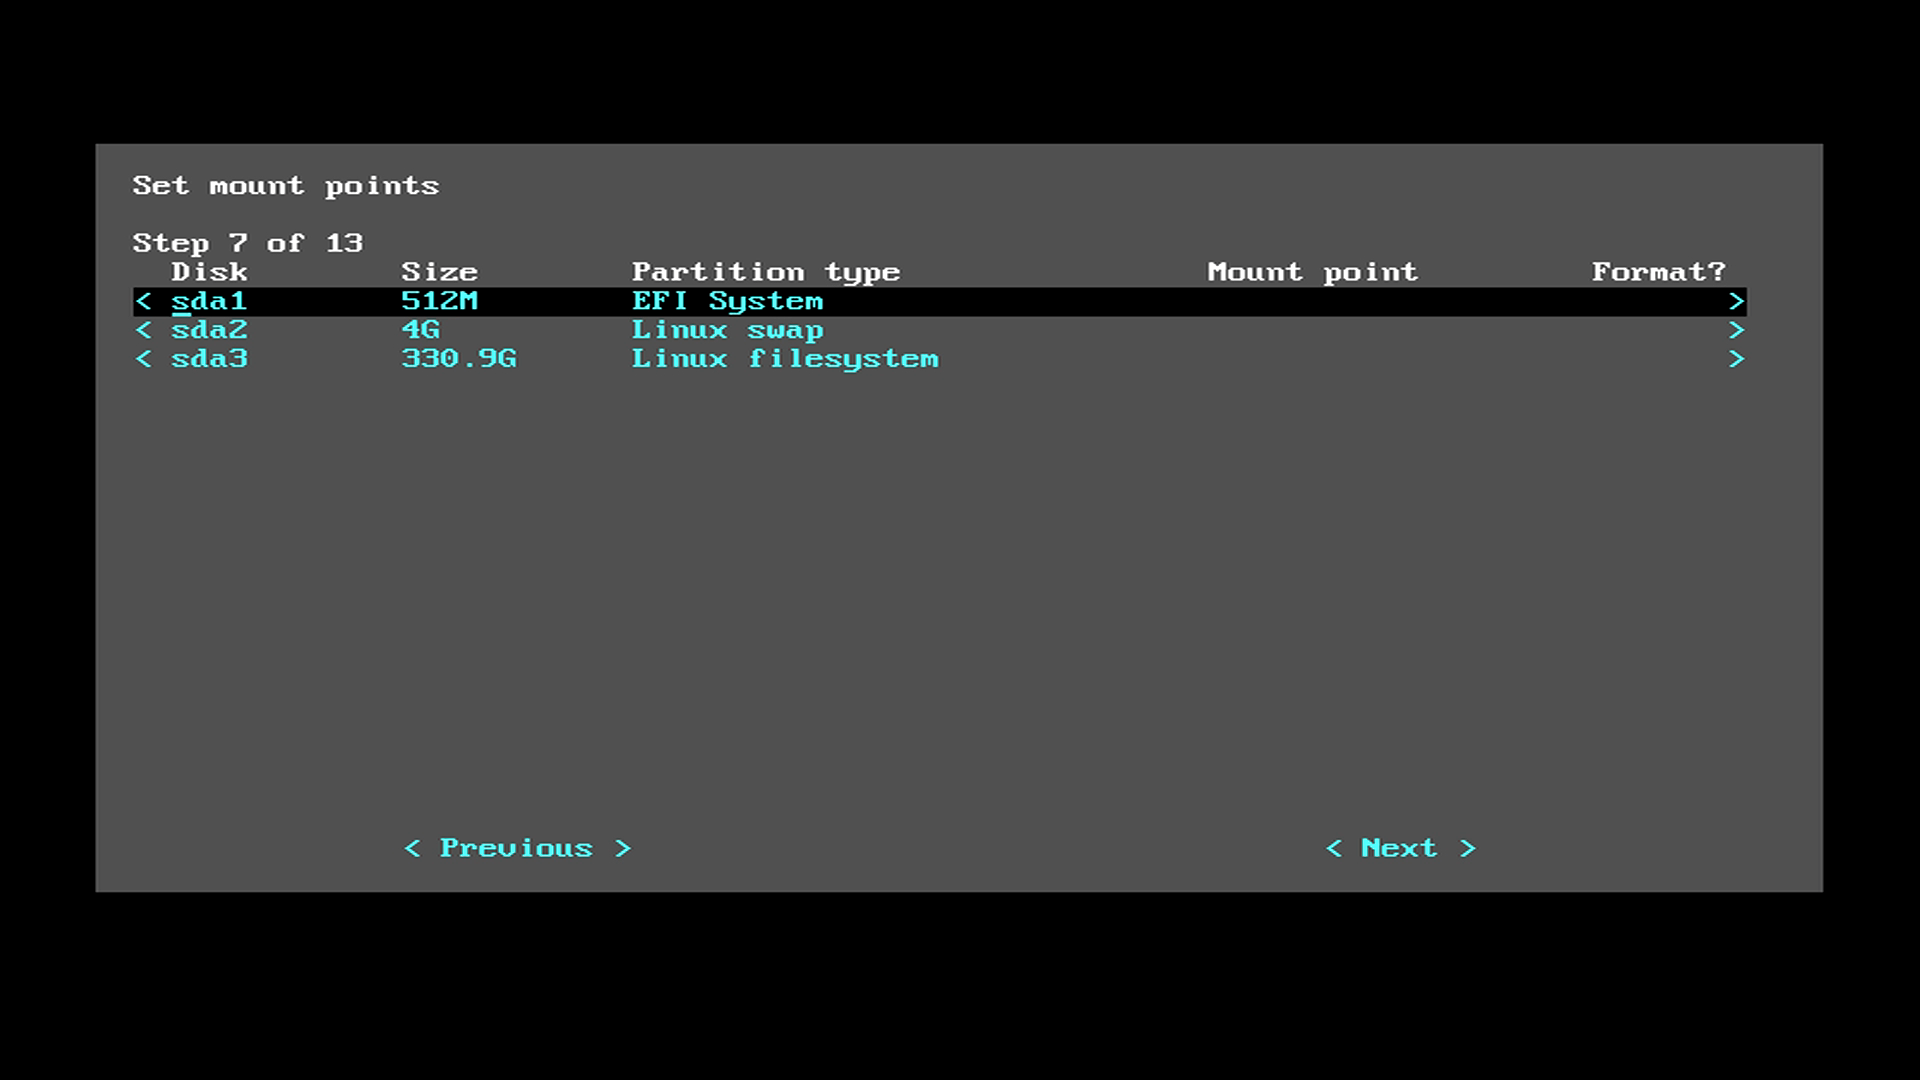 Set mount points
Step 7 of 13
Disk Size Partition type Mount point Format?
< sda1 512M EFI System >
< sda2 4G Linux swap >
< sda3 330.9G Linux filesystem >
< Previous > < Next >